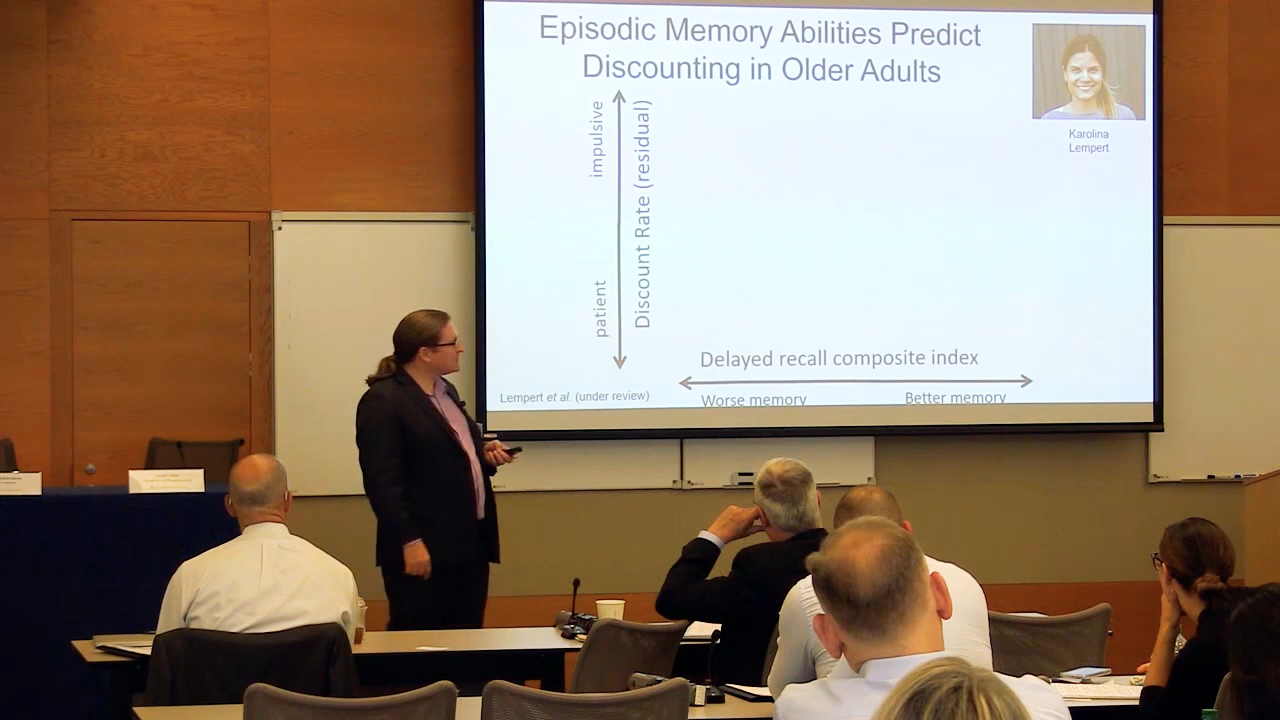 Episodic Memory Abilities Predict
Discounting in Older Adults
Karolina
Lempert
impulsive
patient
Discount Rate (residual)
Delayed recall composite index
Worse memory
Better memory
Lempert et al. (under review)